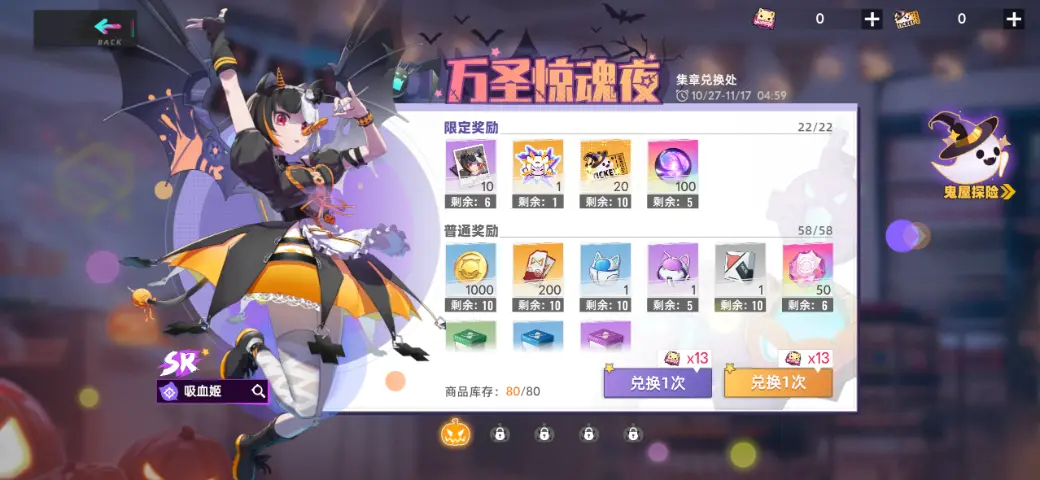 BACK
0
0
万圣惊魂夜
集章兑换处
10/27-11/17 04:59
限定奖励
22/22
10
1
20
100
剩余：6
剩余：1
剩余：10
剩余：5
鬼屋探险
普通奖励
58/58
1000
200
1
1
1
50
剩余：10
剩余：10
剩余：10
剩余：5
剩余：10
剩余：6
SR
吸血姬
x13
x13
商品库存：80/80
兑换1次
兑换1次